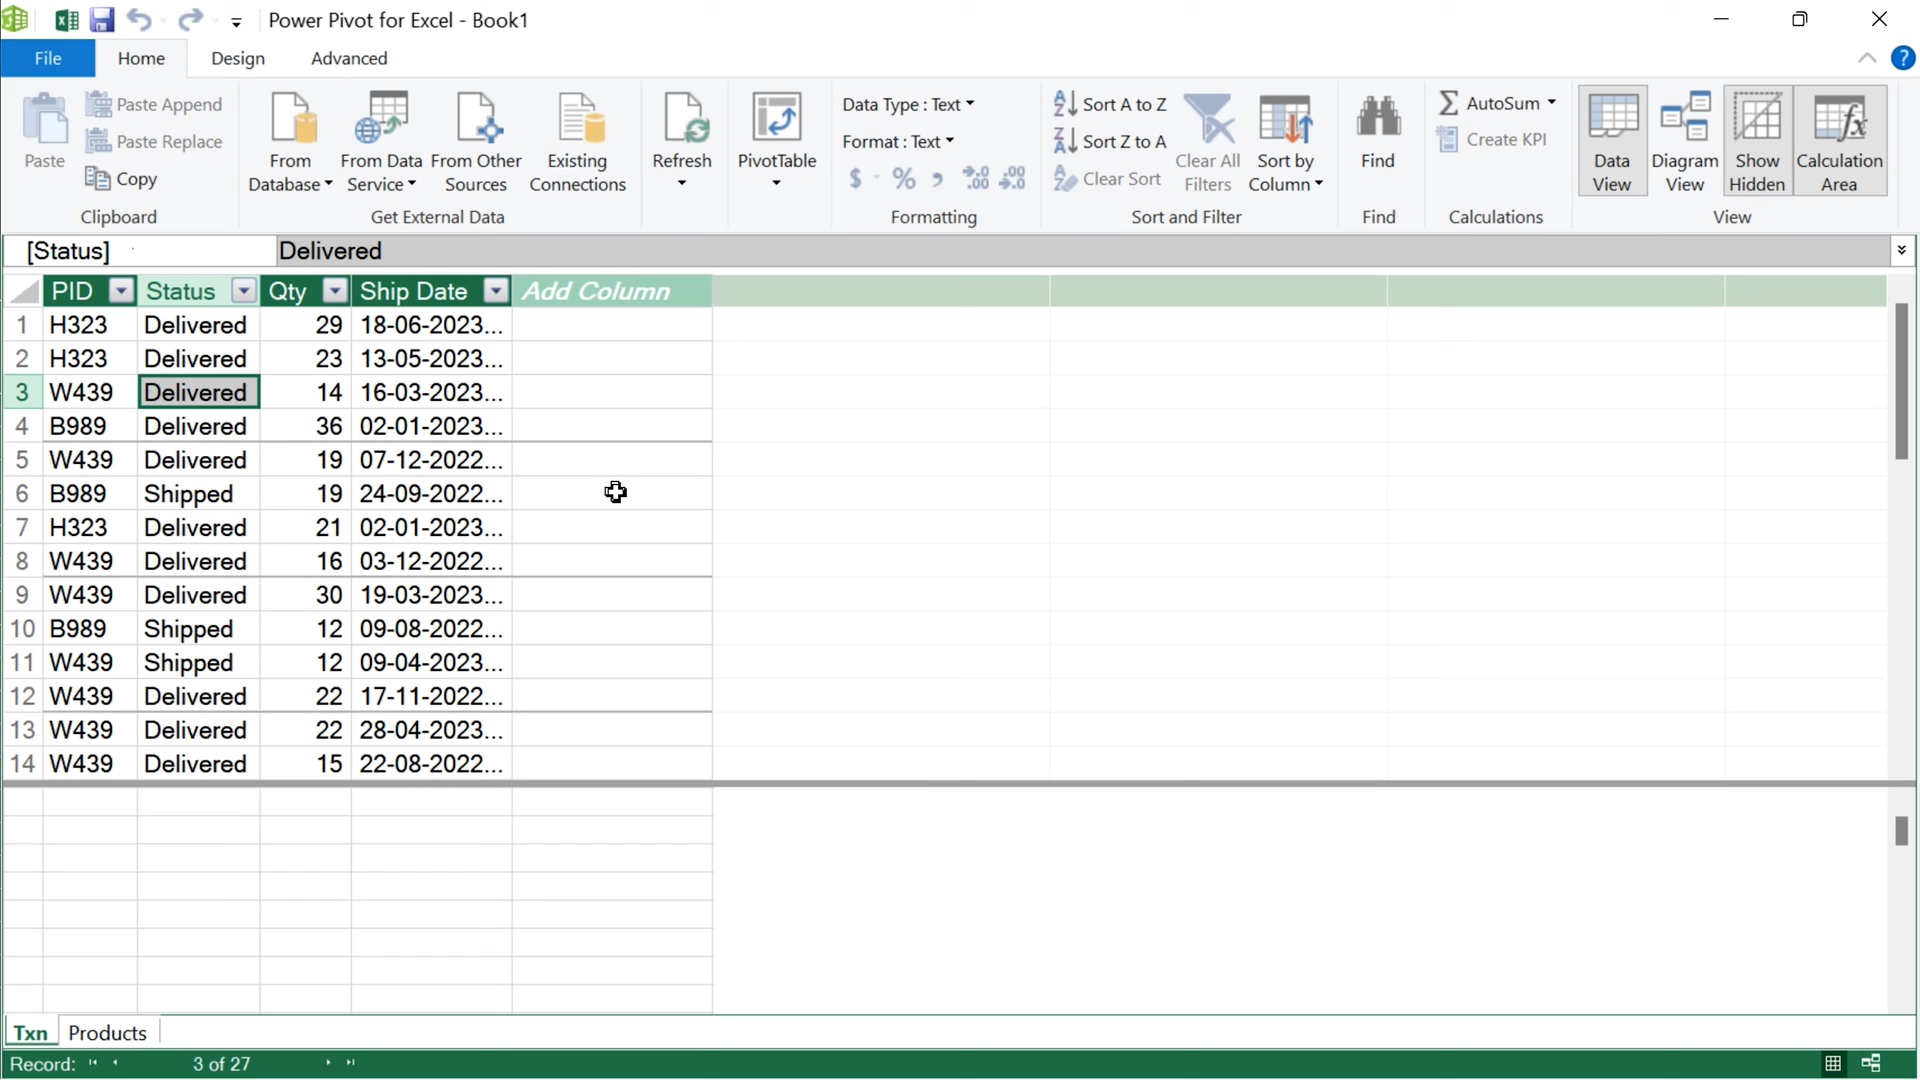 Power Pivot for Excel - Book1
File Home Design Advanced
Paste
Paste Append
Paste Replace
Copy
Clipboard
From Database
From Data Service
From Other Sources
Existing Connections
Get External Data
Refresh
PivotTable
Data Type : Text
Format : Text
$ % ,
Formatting
Sort A to Z
Sort Z to A
Clear Sort
Clear All Filters
Sort by Column
Sort and Filter
Find
Find
AutoSum
Create KPI
Calculations
Data View
Diagram View
Show Hidden
Calculation Area
View
[Status] Delivered
PID Status Qty Ship Date Add Column
1 H323 Delivered 29 18-06-2023...
2 H323 Delivered 23 13-05-2023...
3 W439 Delivered 14 16-03-2023...
4 B989 Delivered 36 02-01-2023...
5 W439 Delivered 19 07-12-2022...
6 B989 Shipped 19 24-09-2022...
7 H323 Delivered 21 02-01-2023...
8 W439 Delivered 16 03-12-2022...
9 W439 Delivered 30 19-03-2023...
10 B989 Shipped 12 09-08-2022...
11 W439 Shipped 12 09-04-2023...
12 W439 Delivered 22 17-11-2022...
13 W439 Delivered 22 28-04-2023...
14 W439 Delivered 15 22-08-2022...
Txn Products
Record: 3 of 27